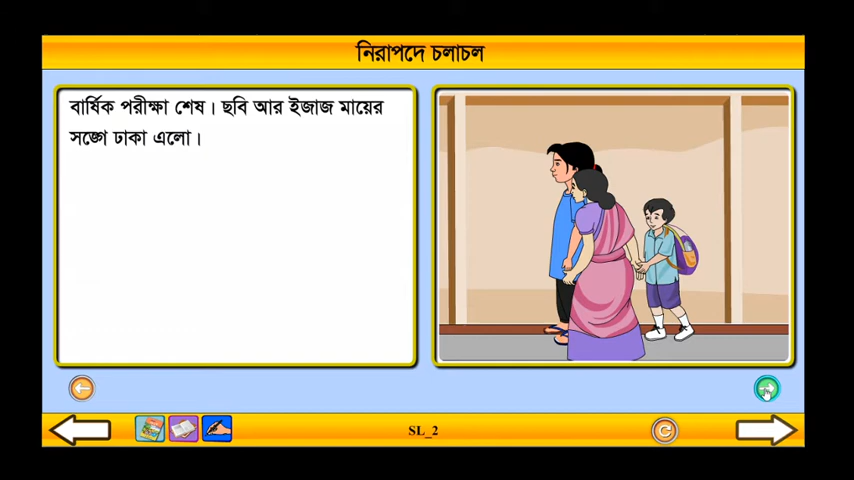 নিরাপদে চলাচল
বার্ষিক পরীক্ষা শেষ। ছবি আর ইজাজ মায়ের
সঙ্গে ঢাকা এলো।
SL_2